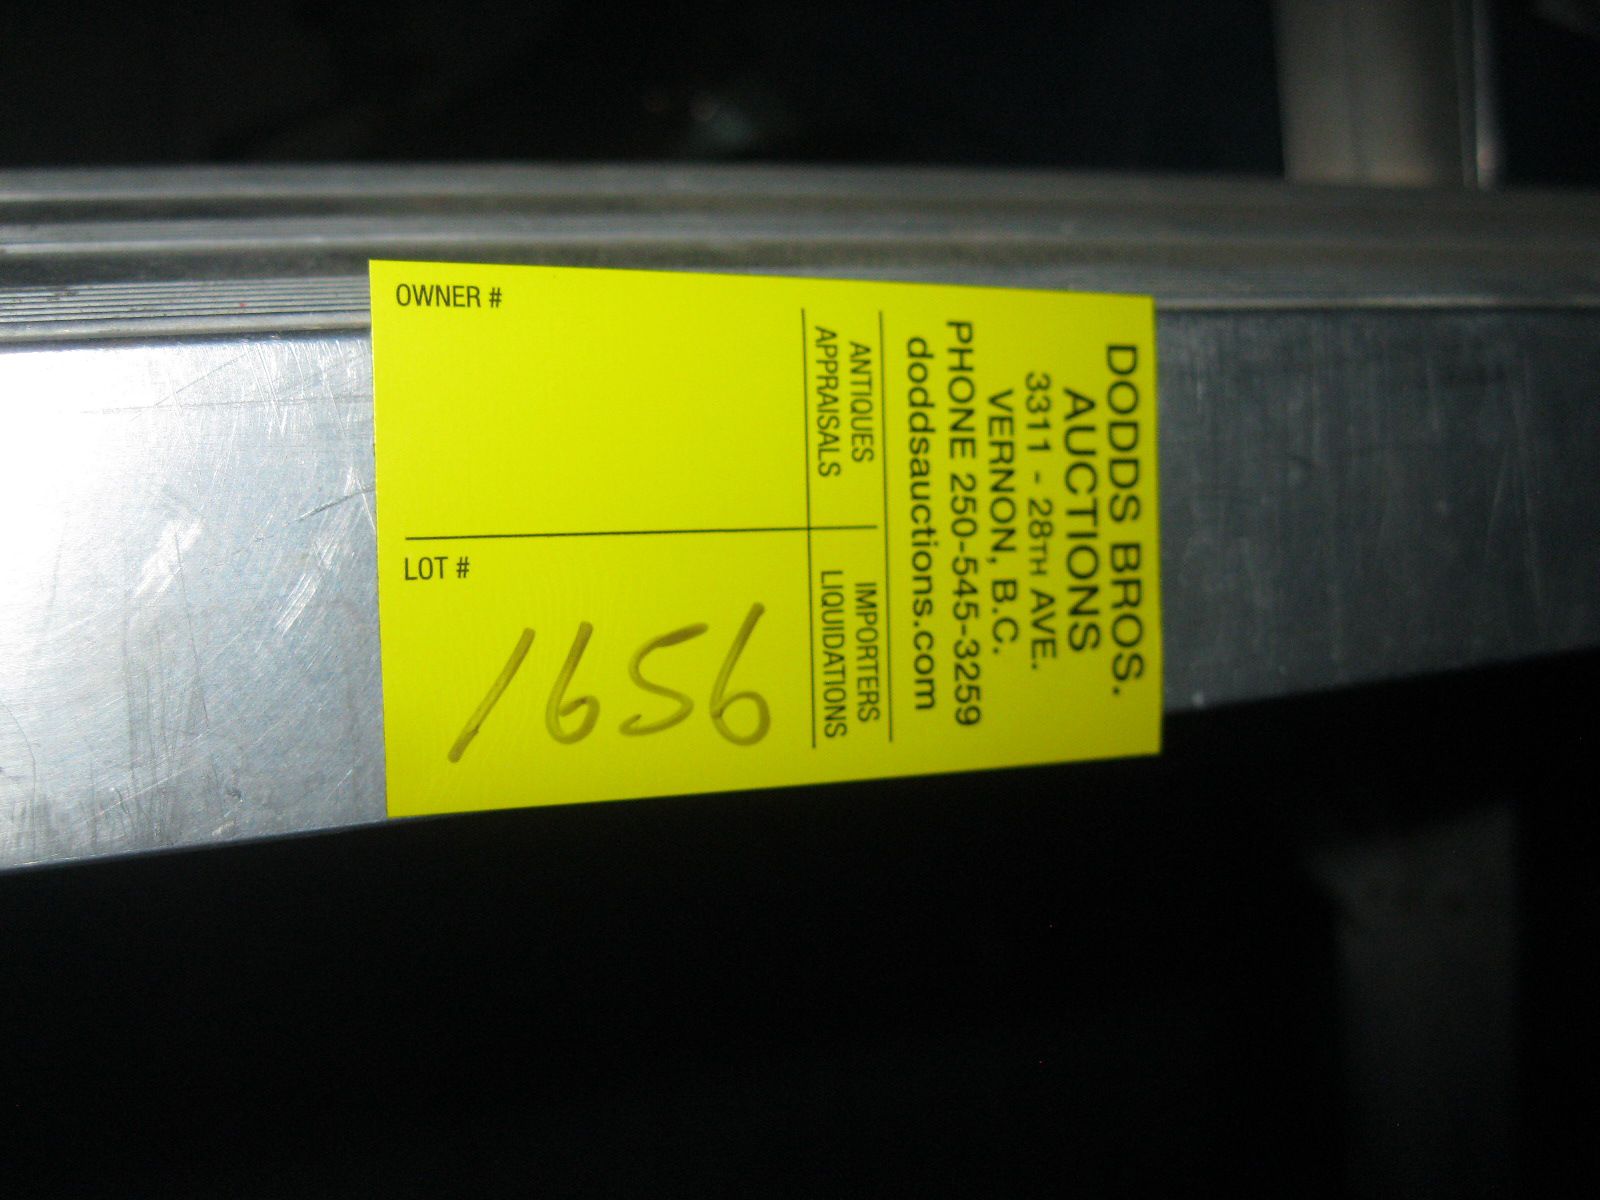 DODDS BROS.
AUCTIONS
3311 - 28TH AVE.
VERNON, B.C.
PHONE 250-545-3259
doddsauctions.com
ANTIQUES
APPRAISALS
IMPORTERS
LIQUIDATIONS
OWNER #
LOT #
1656